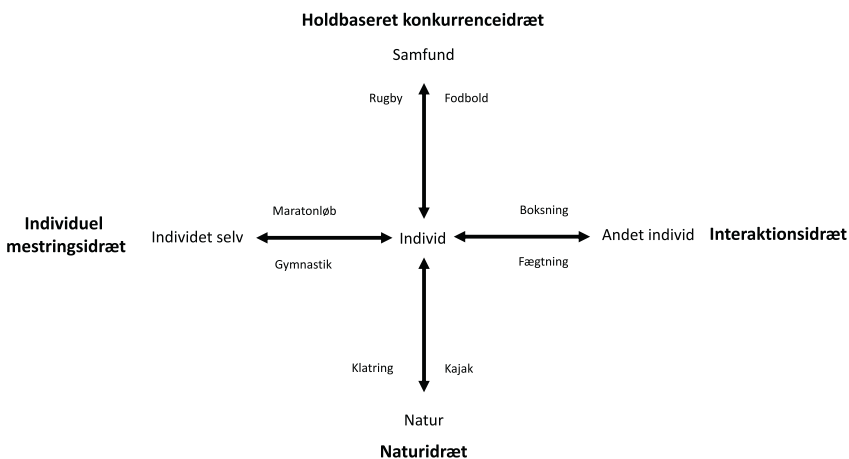 Holdbaseret konkurrenceidræt
Samfund
Rugby
Fodbold
Maratonløb
Boksning
Individuel
mestringsidræt
Individet selv
Individ
Andet individ
Interaktionsidræt
Gymnastik
Fægtning
Klatring
Kajak
Natur
Naturidræt